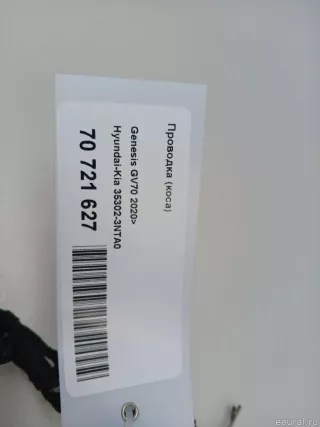 Проводка (коса)
Genesis GV70 2020>
Hyundai-Kia 35302-3NTA0
70 721 627
eeural.ru